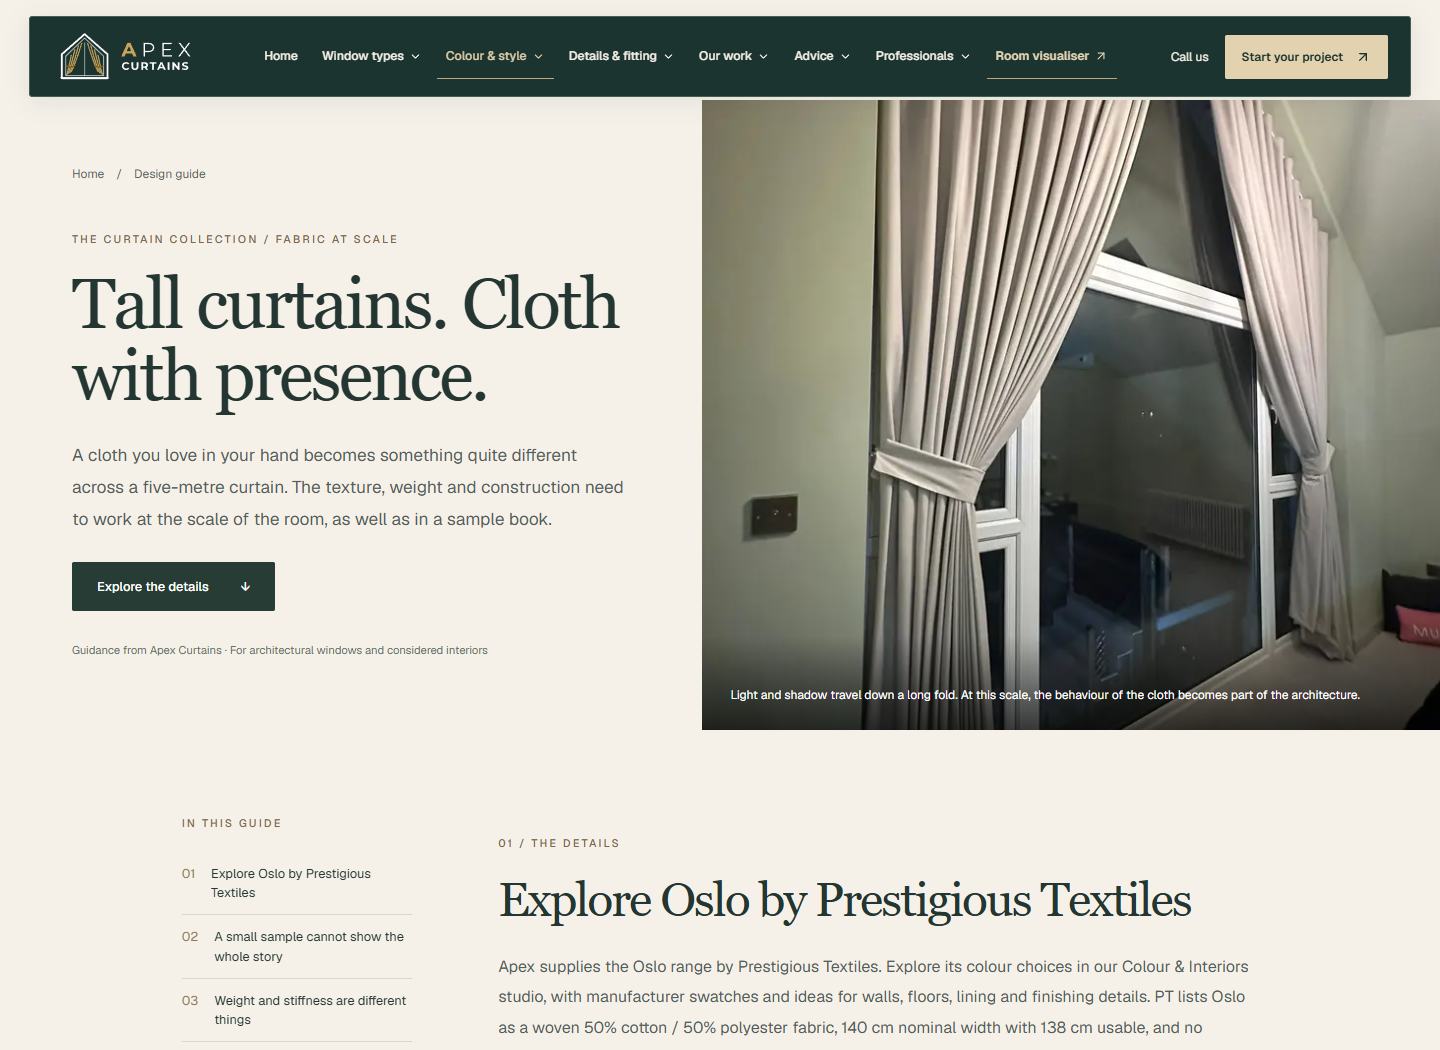 APEX
CURTAINS
Home
Window types
Colour & style
Details & fitting
Our work
Advice
Professionals
Room visualiser
Call us
Start your project
Home / Design guide
THE CURTAIN COLLECTION / FABRIC AT SCALE
Tall curtains. Cloth
with presence.
A cloth you love in your hand becomes something quite different
across a five-metre curtain. The texture, weight and construction need
to work at the scale of the room, as well as in a sample book.
Explore the details
Guidance from Apex Curtains · For architectural windows and considered interiors
MU
Light and shadow travel down a long fold. At this scale, the behaviour of the cloth becomes part of the architecture.
IN THIS GUIDE
01 Explore Oslo by Prestigious
Textiles
02 A small sample cannot show the
whole story
03 Weight and stiffness are different
things
01 / THE DETAILS
Explore Oslo by Prestigious Textiles
Apex supplies the Oslo range by Prestigious Textiles. Explore its colour choices in our Colour & Interiors
studio, with manufacturer swatches and ideas for walls, floors, lining and finishing details. PT lists Oslo
as a woven 50% cotton / 50% polyester fabric, 140 cm nominal width with 138 cm usable, and no